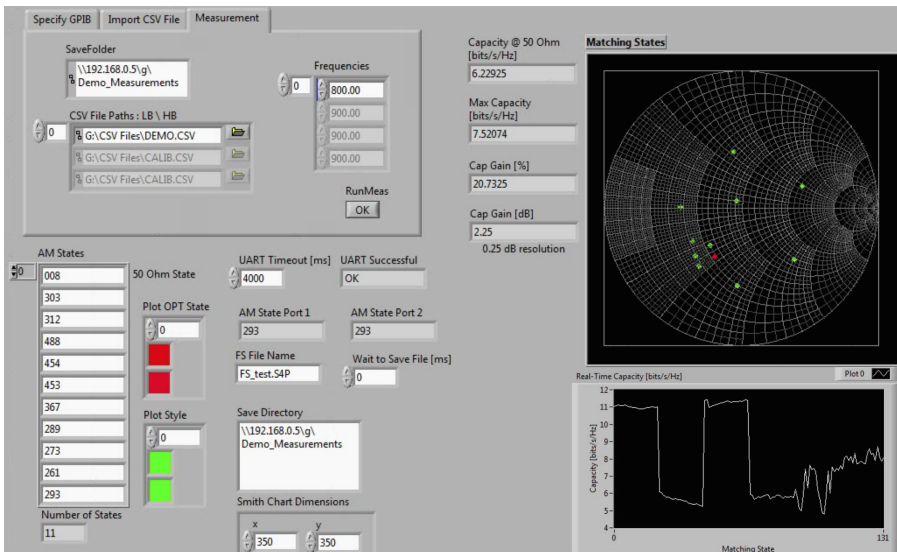 Specify GPIB
Import CSV File
Measurement
SaveFolder
\\192.168.0.5\g\
Demo_Measurements
CSV File Paths : LB \ HB
0
G:\CSV Files\DEMO.CSV
G:\CSV Files\CALIB.CSV
G:\CSV Files\CALIB.CSV
Frequencies
0
800.00
900.00
900.00
900.00
RunMeas
OK
Capacity @ 50 Ohm
[bits/s/Hz]
6.22925
Max Capacity
[bits/s/Hz]
7.52074
Cap Gain [%]
20.7325
Cap Gain [dB]
2.25
0.25 dB resolution
Matching States
AM States
0
008
303
312
488
454
453
367
289
273
261
293
Number of States
11
50 Ohm State
Plot OPT State
0
Plot Style
0
UART Timeout [ms]
4000
UART Successful
OK
AM State Port 1
293
AM State Port 2
293
FS File Name
FS_test.S4P
Wait to Save File [ms]
0
Save Directory
\\192.168.0.5\g\
Demo_Measurements
Smith Chart Dimensions
x
350
y
350
Real-Time Capacity [bits/s/Hz]
Plot 0
Capacity [bits/s/Hz]
12
11
10
9
8
7
6
5
4
0
131
Matching State